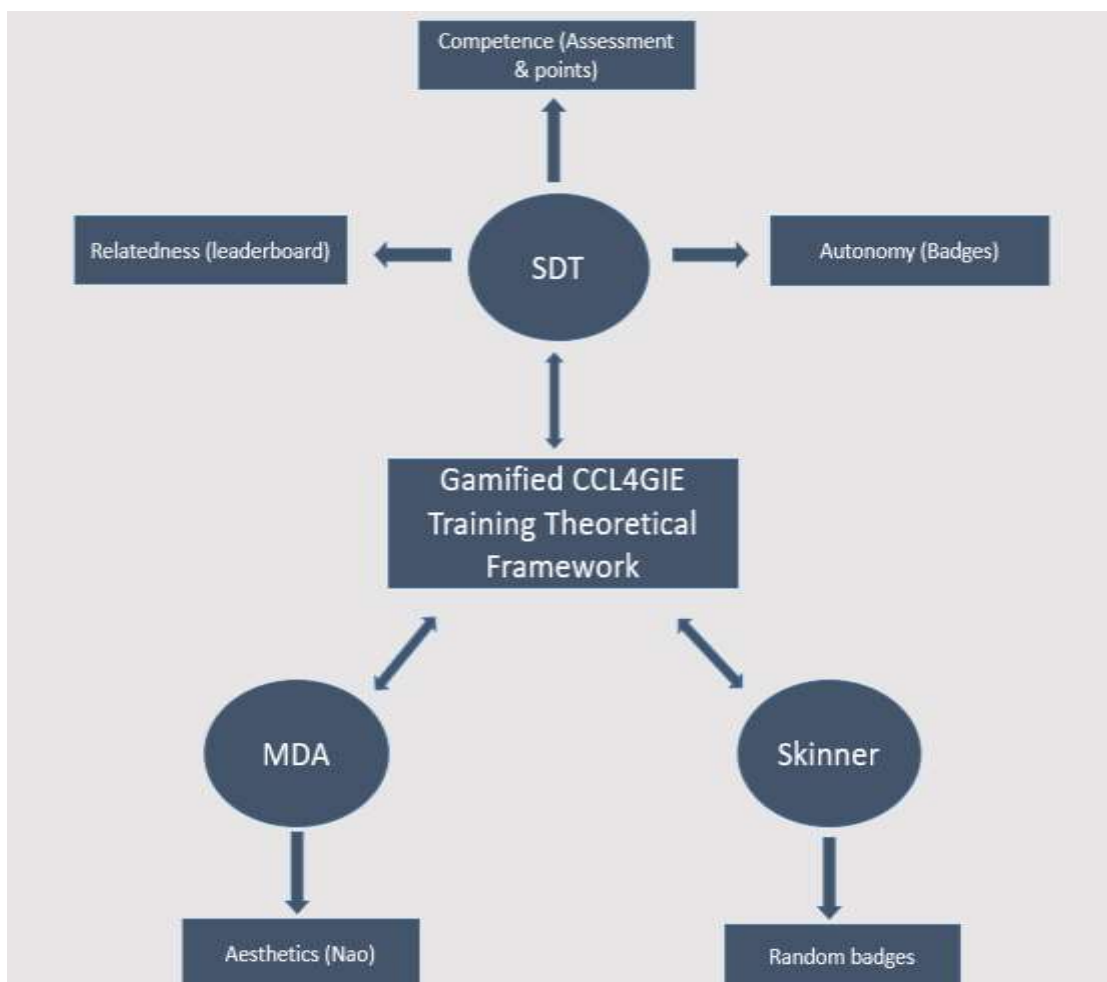 Competence (Assessment
& points)
Relatedness (leaderboard)
SDT
Autonomy (Badges)
Gamified CCL4GIE
Training Theoretical
Framework
MDA
Skinner
Aesthetics (Nao)
Random badges